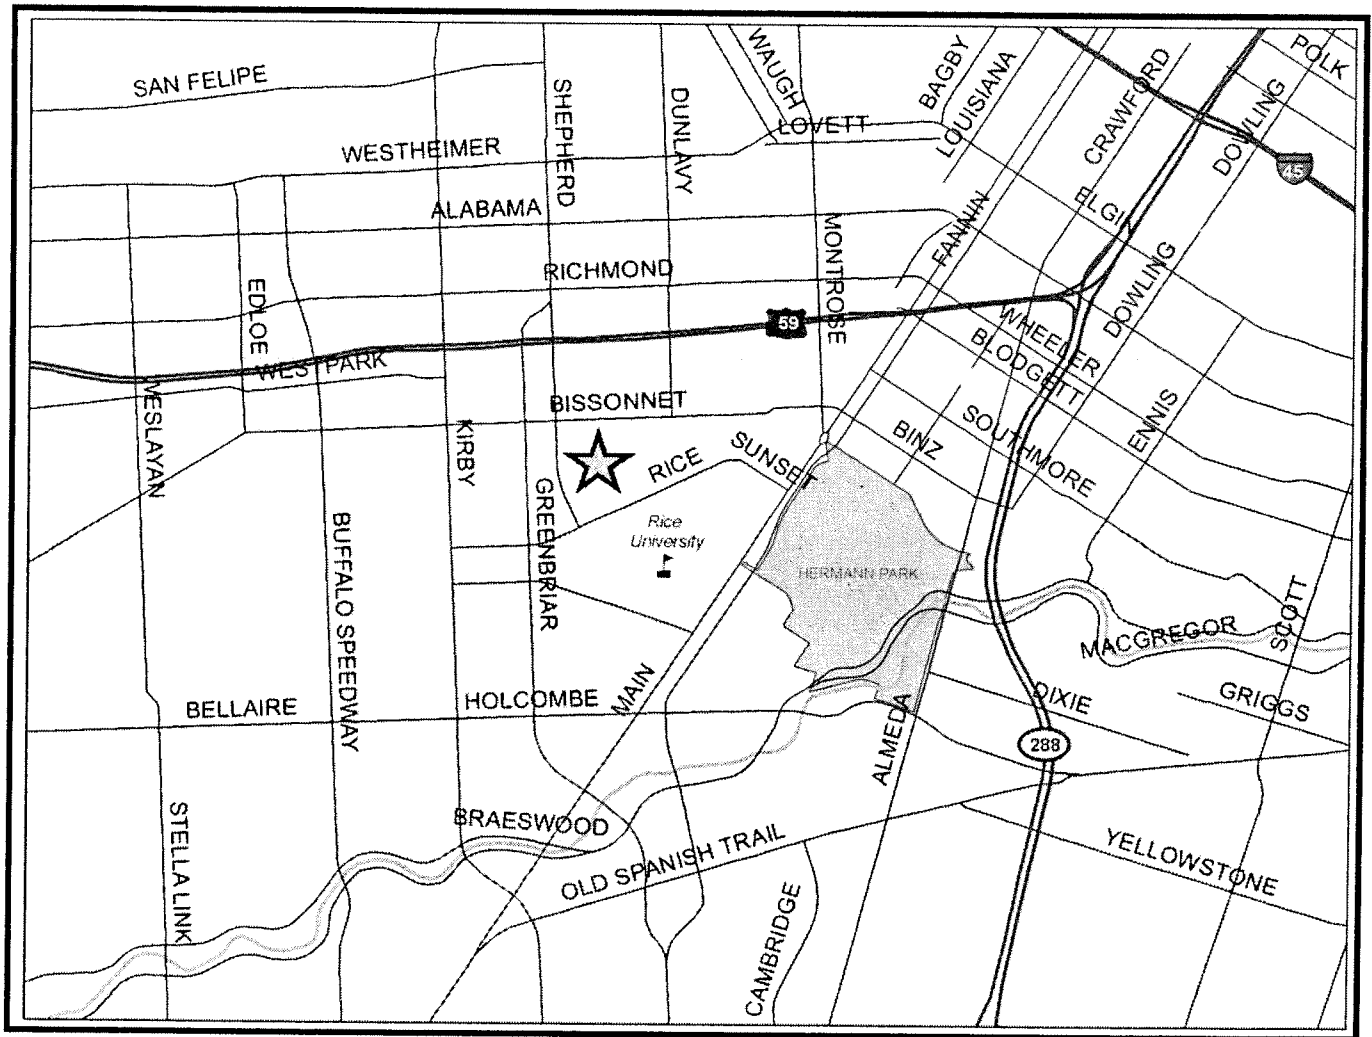 SAN FELIPE
WAUGH
BAGBY
LOUISIANA
CRAWFORD
POLK
SHEPHERD
DUNLAVY
LOVETT
DOWLING
45
WESTHEIMER
ALABAMA
FANNIN
ELGIN
MONTROSE
RICHMOND
EDLOE
59
DOWLING
WHEELER
BLODGETT
WESTPARK
WESLAYAN
BISSONNET
KIRBY
RICE
SUNSET
BINZ
SOUTHMORE
ENNIS
GREENBRIAR
BUFFALO SPEEDWAY
Rice
University
HERMANN PARK
SCOTT
MACGREGOR
BELLAIRE
HOLCOMBE
MAIN
ALMEDA
DIXIE
GRIGGS
288
STELLA LINK
BRAESWOOD
OLD SPANISH TRAIL
YELLOWSTONE
CAMBRIDGE